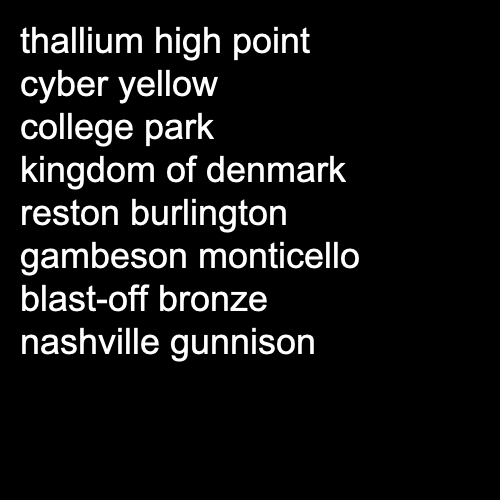 thallium high point
cyber yellow
college park
kingdom of denmark
reston burlington
gambeson monticello
blast-off bronze
nashville gunnison